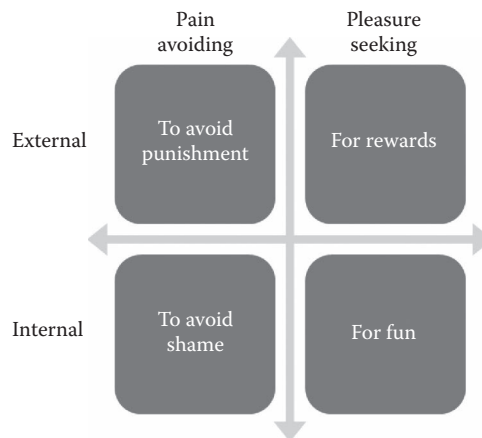 Pain
avoiding
Pleasure
seeking
External
To avoid
punishment
For rewards
Internal
To avoid
shame
For fun